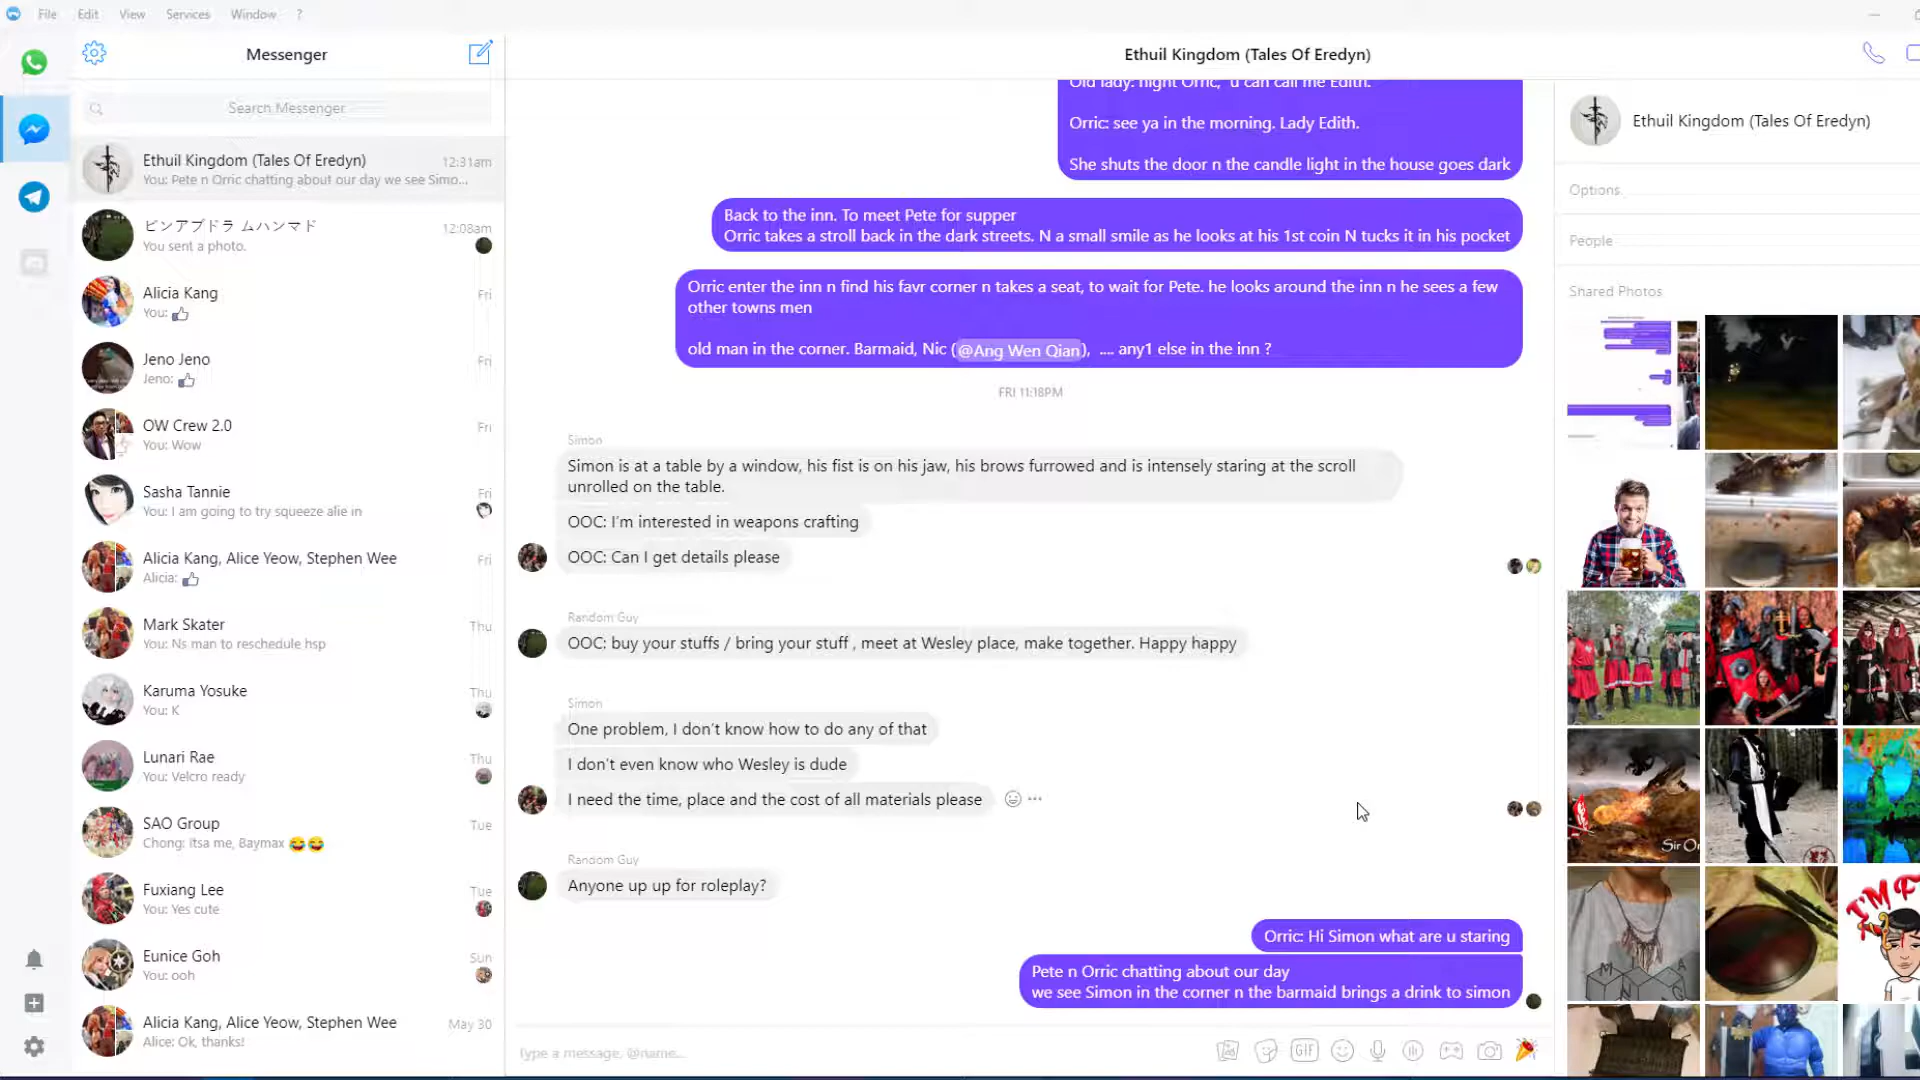 File Edit View Services Window ?
Messenger
Search Messenger
Ethuil Kingdom (Tales Of Eredyn) 12:31am
You: Pete n Orric chatting about our day we see Simo...
ビンアブドラ ムハンマド 12:08am
You sent a photo.
Alicia Kang Fri
You:
Jeno Jeno Fri
Jeno:
OW Crew 2.0 Fri
You: Wow
Sasha Tannie Fri
You: I am going to try squeeze alie in
Alicia Kang, Alice Yeow, Stephen Wee Fri
Alicia:
Mark Skater Thu
You: Ns man to reschedule hsp
Karuma Yosuke Thu
You: K
Lunari Rae Thu
You: Velcro ready
SAO Group Tue
Chong: itsa me, Baymax 😂😂
Fuxiang Lee Tue
You: Yes cute
Eunice Goh Sun
You: ooh
Alicia Kang, Alice Yeow, Stephen Wee May 30
Alice: Ok, thanks!
Ethuil Kingdom (Tales Of Eredyn)
Old lady: night Orric, u can call me Edith.
Orric: see ya in the morning. Lady Edith.
She shuts the door n the candle light in the house goes dark
Back to the inn. To meet Pete for supper
Orric takes a stroll back in the dark streets. N a small smile as he looks at his 1st coin N tucks it in his pocket
Orric enter the inn n find his favr corner n takes a seat, to wait for Pete. he looks around the inn n he sees a few
other towns men
old man in the corner. Barmaid, Nic (@Ang Wen Qian), .... any1 else in the inn ?
FRI 11:18PM
Simon
Simon is at a table by a window, his fist is on his jaw, his brows furrowed and is intensely staring at the scroll
unrolled on the table.
OOC: I'm interested in weapons crafting
OOC: Can I get details please
Random Guy
OOC: buy your stuffs / bring your stuff , meet at Wesley place, make together. Happy happy
Simon
One problem, I don't know how to do any of that
I don't even know who Wesley is dude
I need the time, place and the cost of all materials please
Random Guy
Anyone up up for roleplay?
Orric: Hi Simon what are u staring
Pete n Orric chatting about our day
we see Simon in the corner n the barmaid brings a drink to simon
Type a message, @name...
GIF
Ethuil Kingdom (Tales Of Eredyn)
Options
People
Shared Photos
I'M F